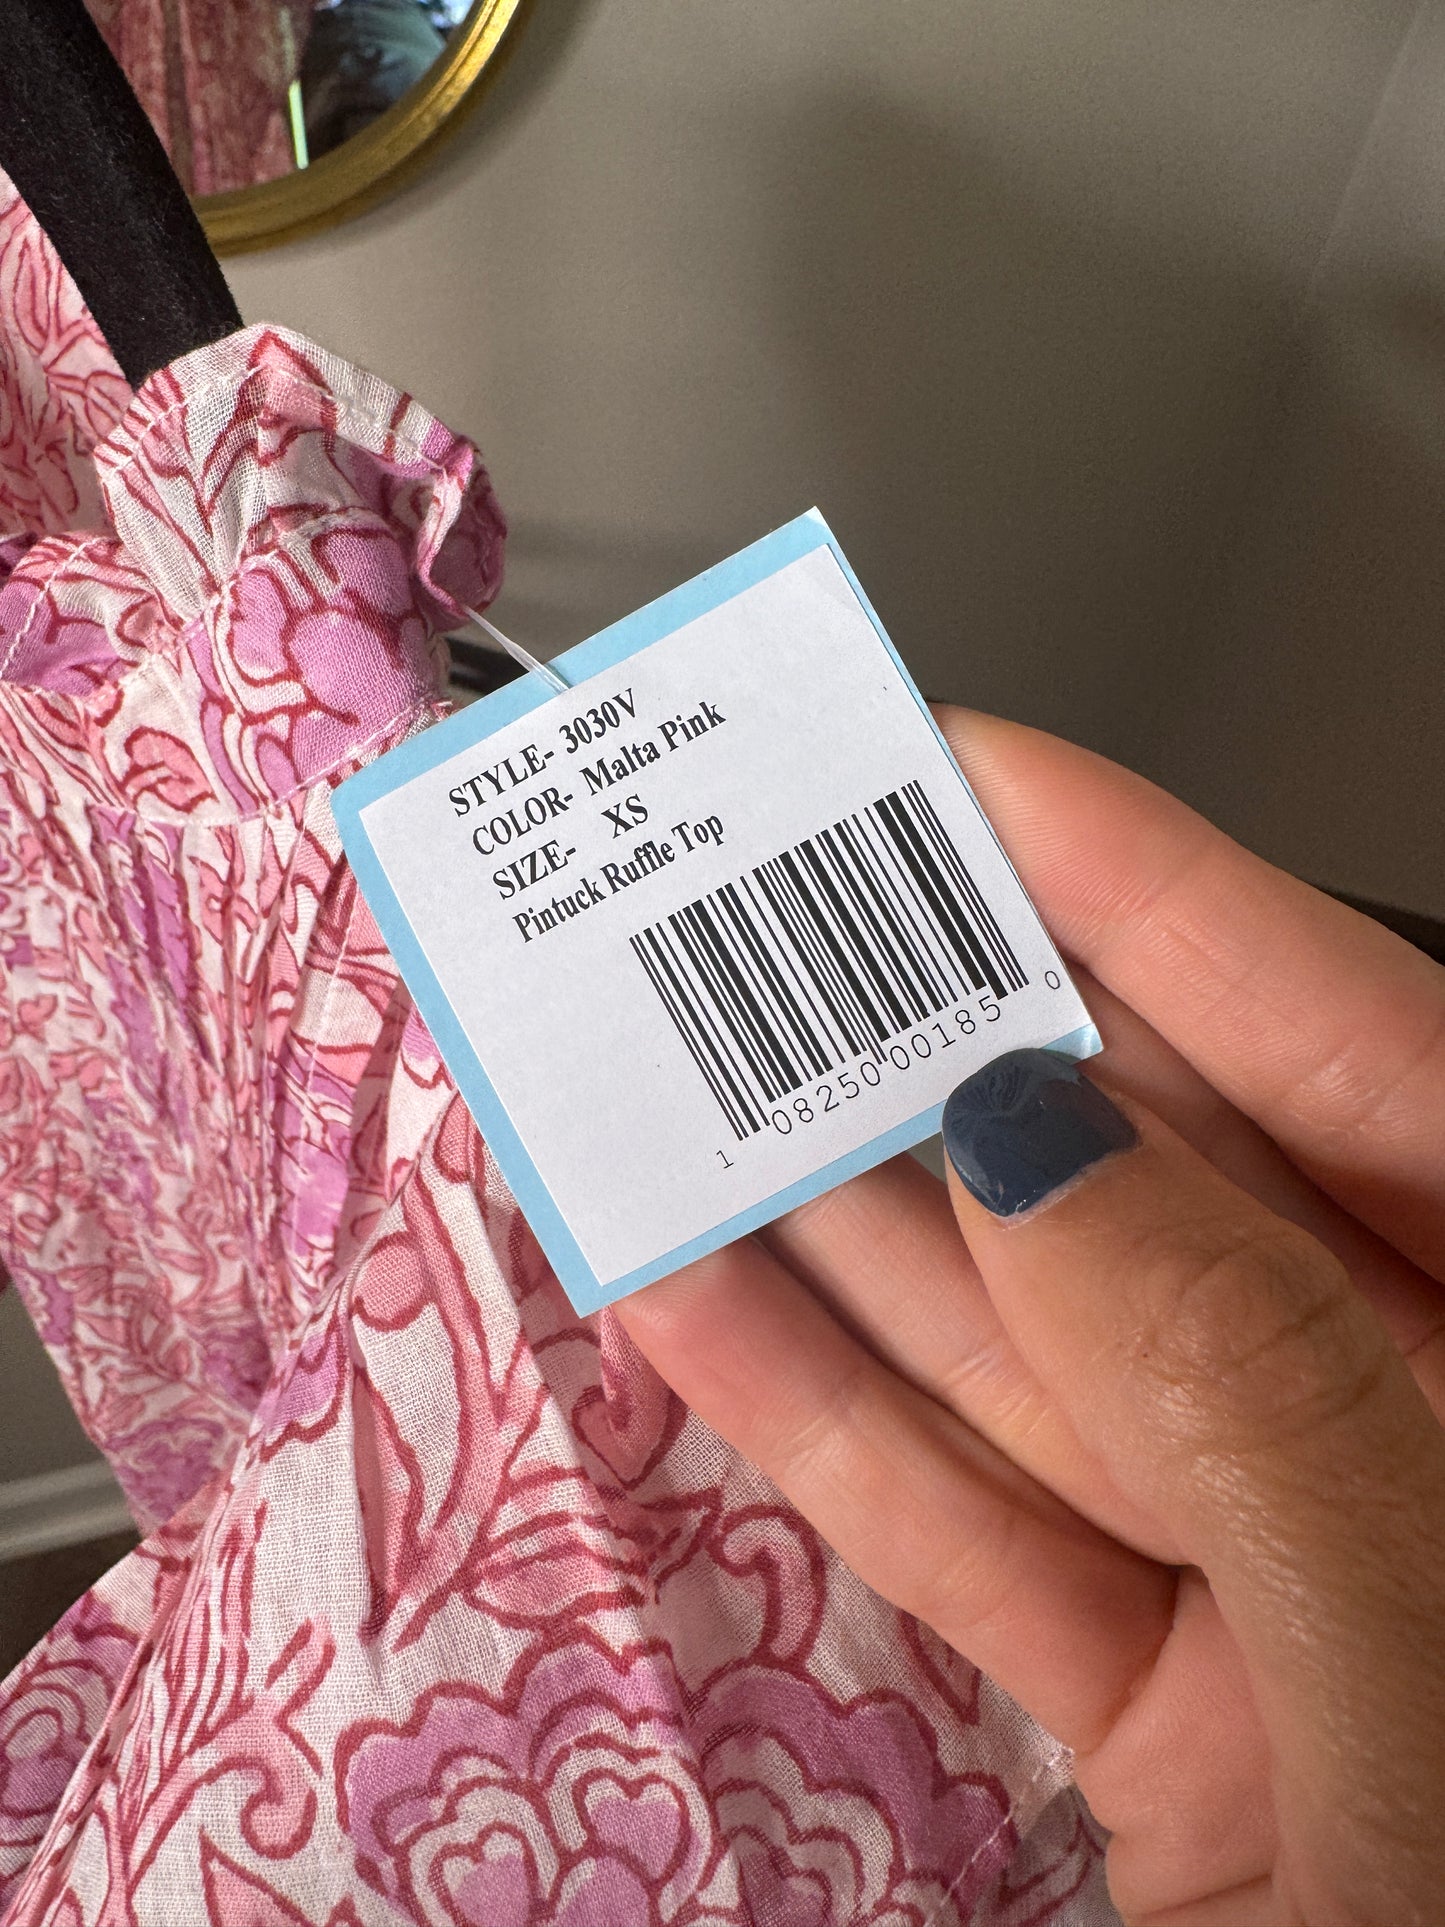 STYLE- 3030V
COLOR- Malta Pink
SIZE- XS
Pintuck Ruffle Top
1 08250 00185 0